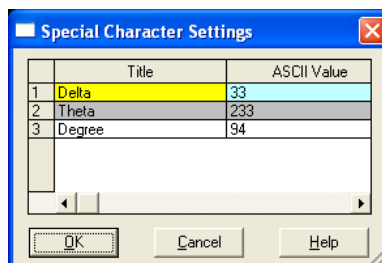 Special Character Settings
Title ASCII Value
1 Delta 33
2 Theta 233
3 Degree 94
OK Cancel Help